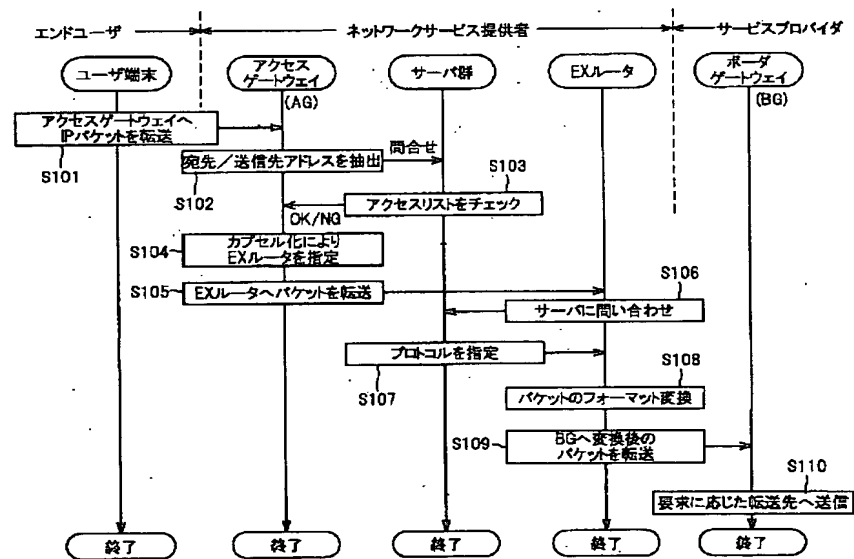 エンドユーザ
ネットワークサービス提供者
サービスプロバイダ
ユーザ端末
アクセス
ゲートウェイ
(AG)
サーバ群
EXルータ
ボーダ
ゲートウェイ
(BG)
アクセスゲートウェイへ
IPパケットを転送
S101
宛先/送信先アドレスを抽出
問合せ
S102
S103
アクセスリストをチェック
OK/NG
S104
カプセル化により
EXルータを指定
S105
EXルータへパケットを転送
S106
サーバに問い合わせ
プロトコルを指定
S107
S108
パケットのフォーマット変換
S109
BGへ変換後の
パケットを転送
S110
要求に応じた転送先へ送信
終了
終了
終了
終了
終了